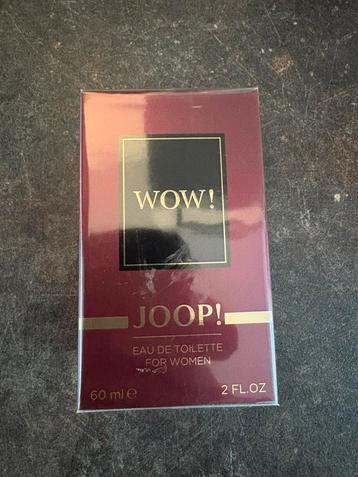 WOW!
JOOP!
EAU DE TOILETTE
FOR WOMEN
60 ml e 2 FL.OZ